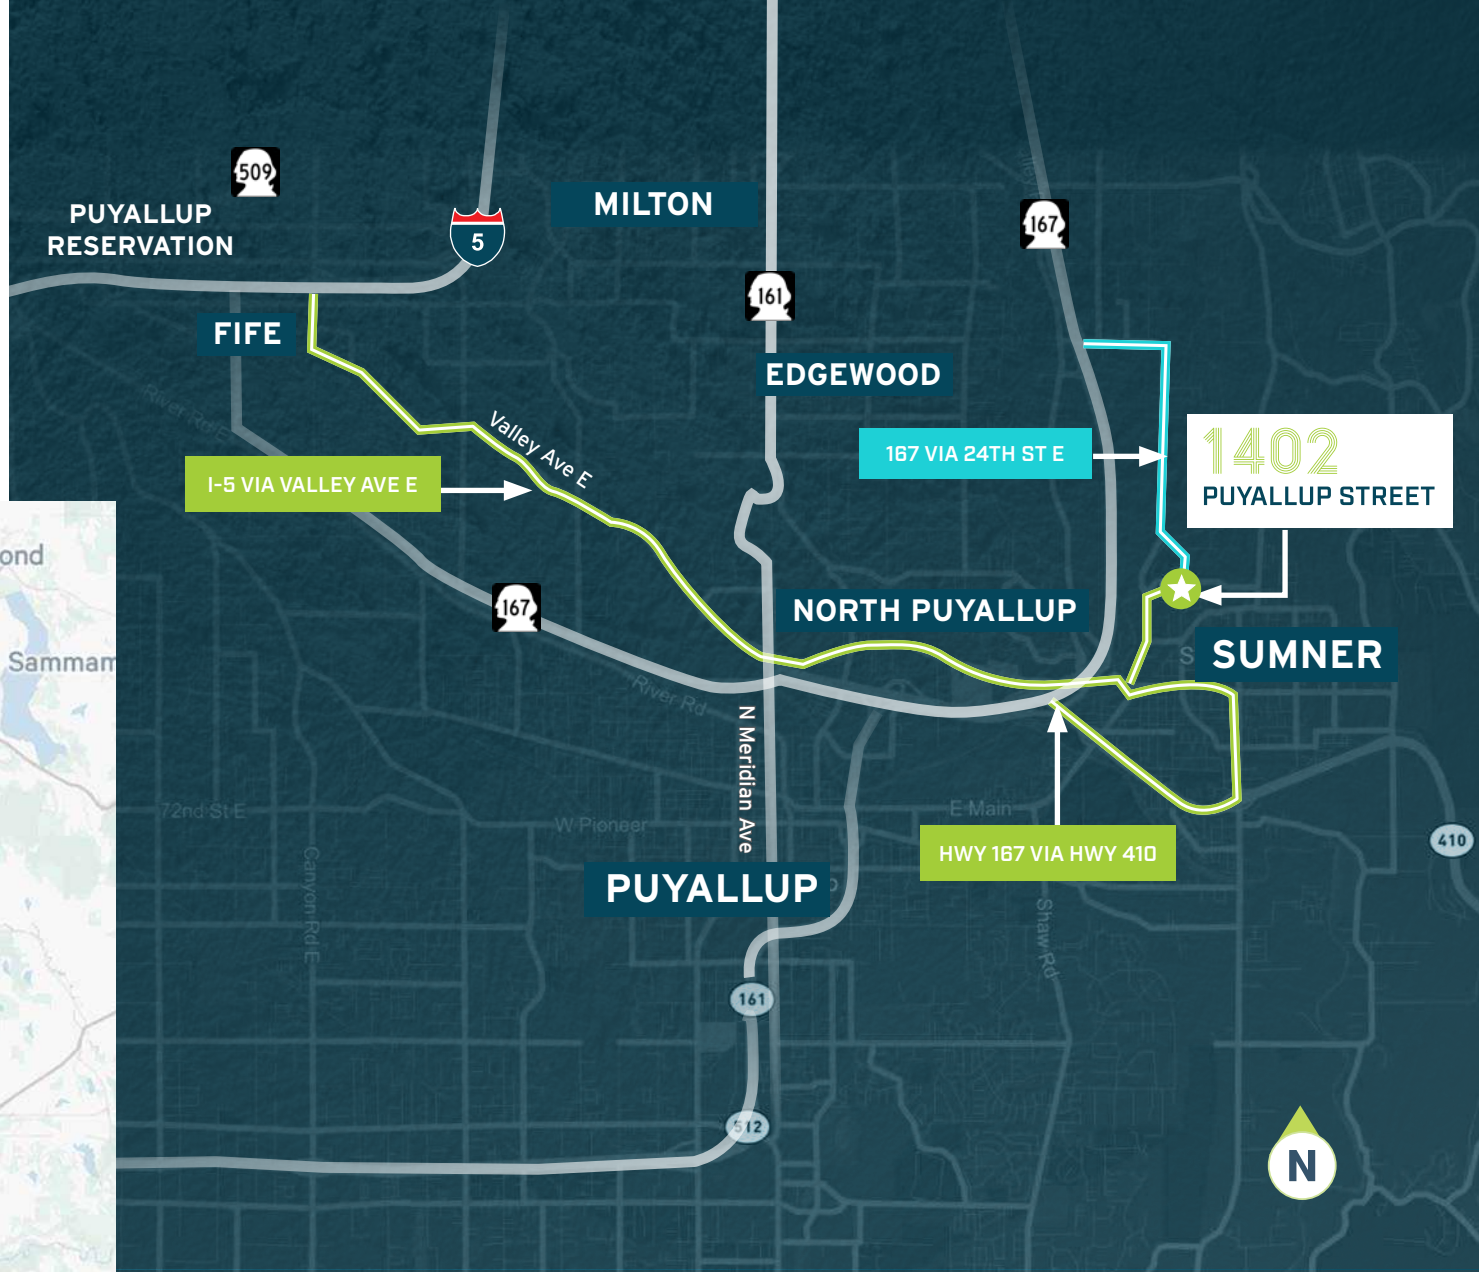 509
PUYALLUP
RESERVATION
5
MILTON
167
161
FIFE
EDGEWOOD
River Rd E
Valley Ave E
167 VIA 24TH ST E
1402
PUYALLUP STREET
I-5 VIA VALLEY AVE E
ond
167
NORTH PUYALLUP
SUMNER
Sammam
River Rd
N Meridian Ave
72nd St E
W Pioneer
E Main
410
HWY 167 VIA HWY 410
Canyon Rd E
PUYALLUP
Shaw Rd
161
512
N